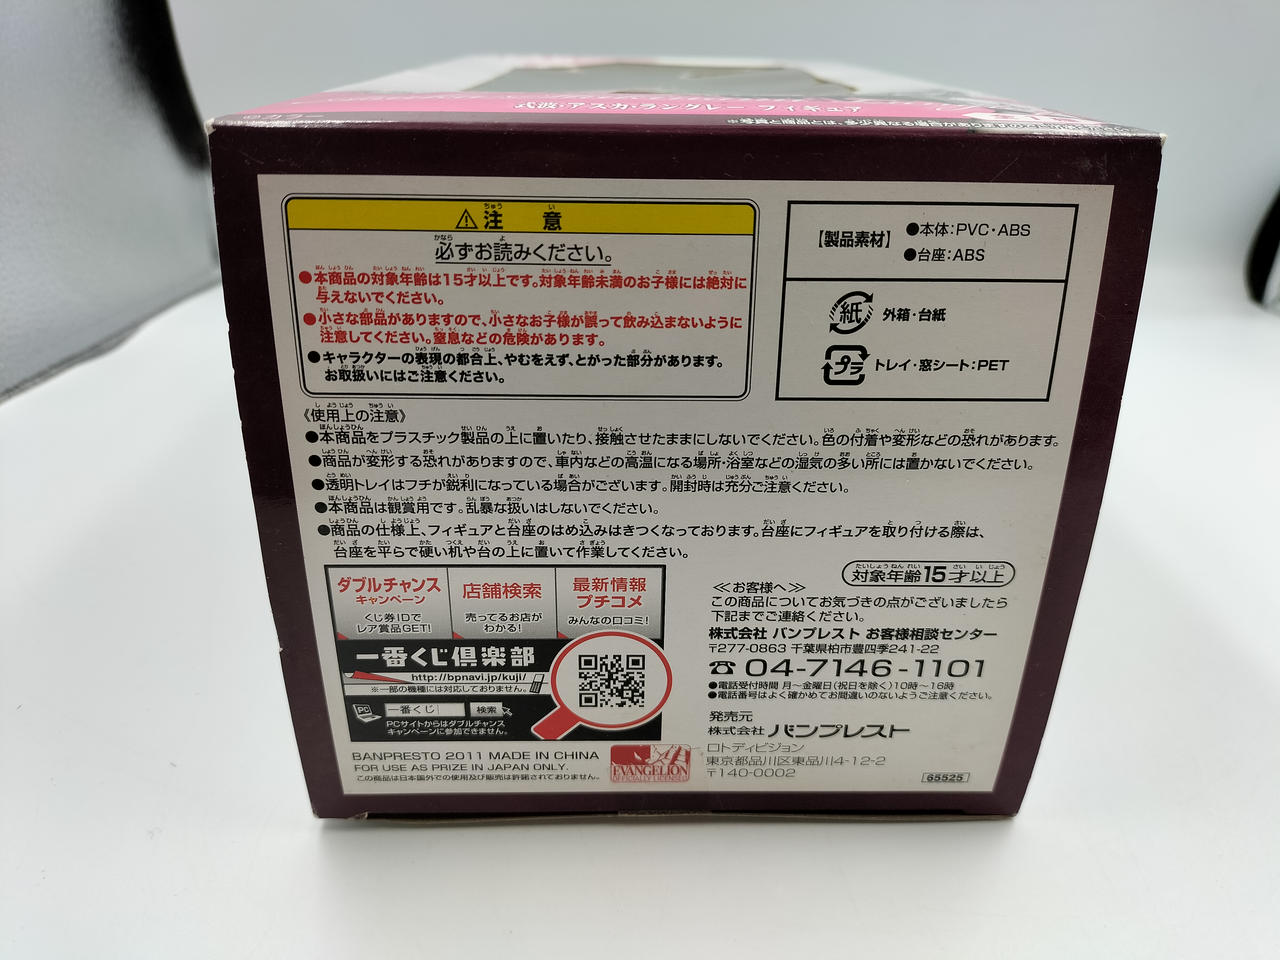 式波・アスカ・ラングレー フィギュア
©カラー
※写真と商品とは、多少異なる場合がありますのでご了承ください。
⚠注 意
必ずお読みください。
●本商品の対象年齢は15才以上です。対象年齢未満のお子様には絶対に
与えないでください。
●小さな部品がありますので、小さなお子様が誤って飲み込まないように
注意してください。窒息などの危険があります。
●キャラクターの表現の都合上、やむをえず、とがった部分があります。
お取扱いにはご注意ください。
【製品素材】
●本体:PVC・ABS
●台座:ABS
紙 外箱・台紙
プラ トレイ・窓シート:PET
《使用上の注意》
●本商品をプラスチック製品の上に置いたり、接触させたままにしないでください。色の付着や変形などの恐れがあります。
●商品が変形する恐れがありますので、車内などの高温になる場所・浴室などの湿気の多い所には置かないでください。
●透明トレイはフチが鋭利になっている場合がございます。開封時は充分ご注意ください。
●本商品は観賞用です。乱暴な扱いはしないでください。
●商品の仕様上、フィギュアと台座のはめ込みはきつくなっております。台座にフィギュアを取り付ける際は、
台座を平らで硬い机や台の上に置いて作業してください。
ダブルチャンス
キャンペーン
くじ券IDで
レア賞品GET!
店舗検索
売ってるお店が
わかる!
最新情報
プチコメ
みんなの口コミ!
一番くじ倶楽部
http://bpnavi.jp/kuji/
※一部の機種には対応しておりません。
PC 一番くじ 検索
PCサイトからはダブルチャンス
キャンペーンに参加できません。
対象年齢15才以上
≪お客様へ≫
この商品についてお気づきの点がございましたら
下記までご連絡ください。
株式会社 バンプレスト お客様相談センター
〒277-0863 千葉県柏市豊四季241-22
☎04-7146-1101
●電話受付時間 月〜金曜日(祝日を除く)10時〜16時
●電話番号はよく確かめてお間違いのないようご注意ください。
発売元
株式会社 バンプレスト
ロトディビジョン
東京都品川区東品川4-12-2
〒140-0002
65525
BANPRESTO 2011 MADE IN CHINA
FOR USE AS PRIZE IN JAPAN ONLY.
この商品は日本国外での使用及び販売は許諾されておりません。
EVANGELION
OFFICIALLY LICENSED